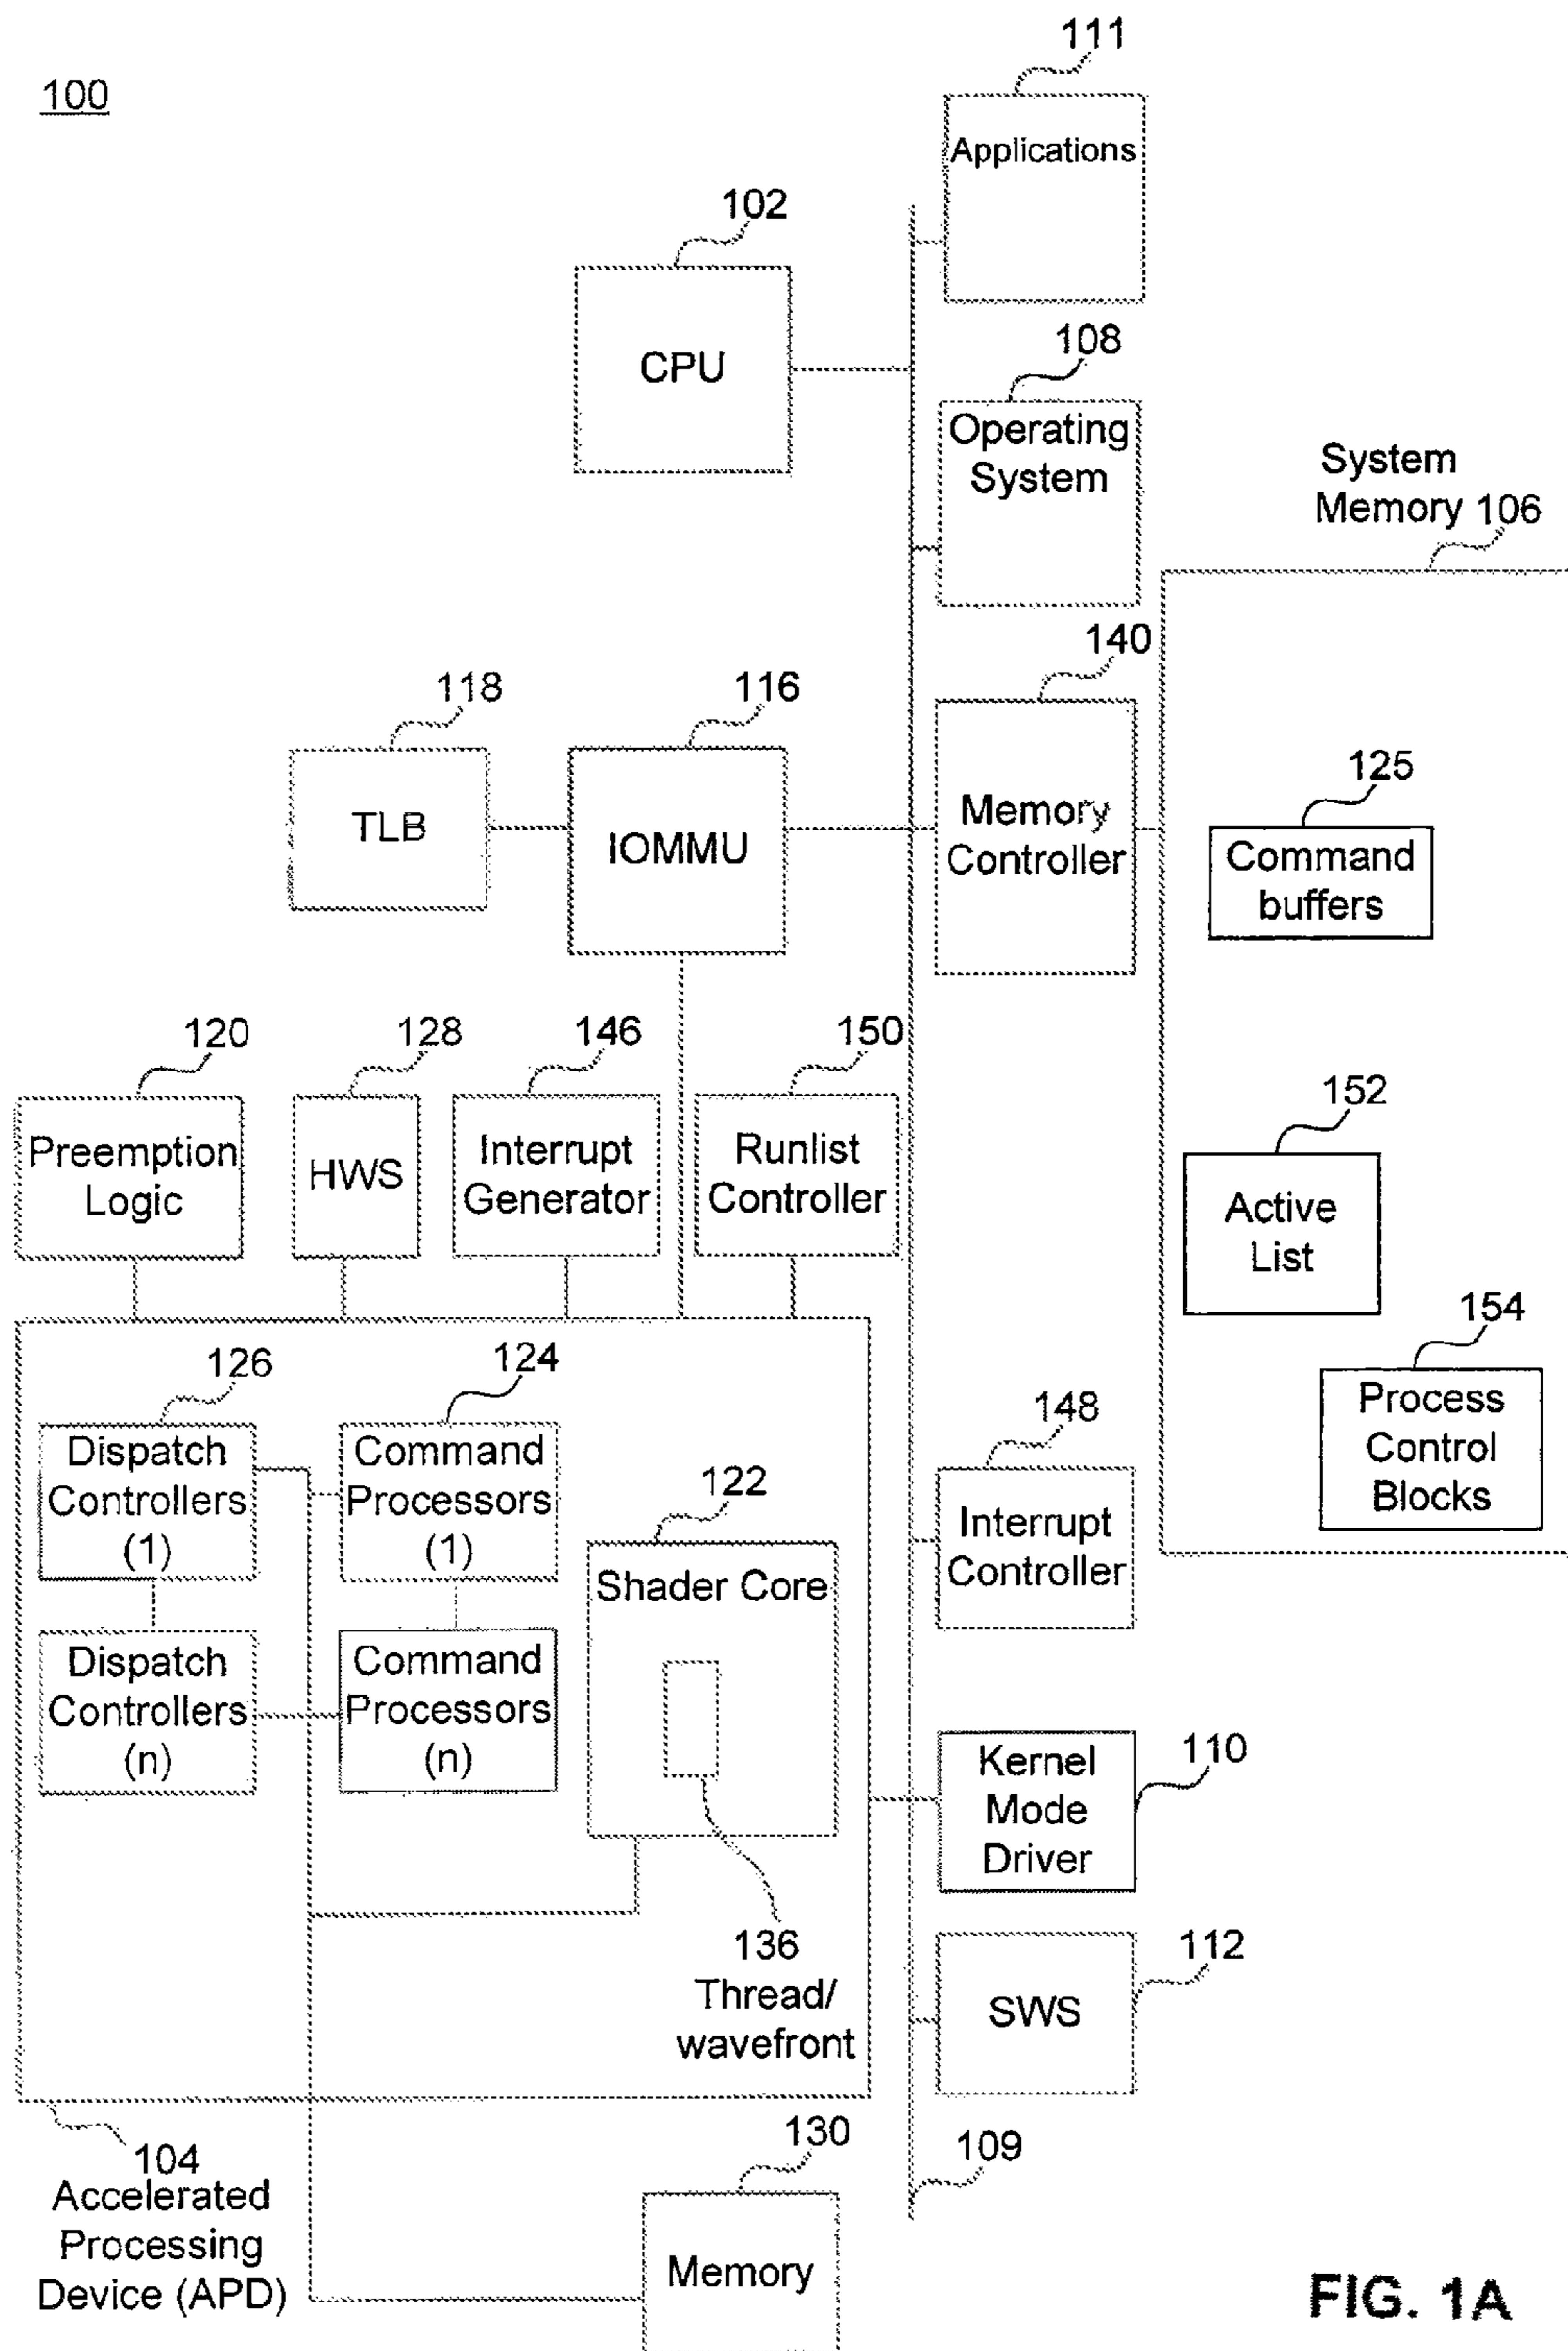 111
100
Applications
102
CPU
108
Operating
System
System
Memory 106
140
118
116
TLB
IOMMU
Memory
Controller
125
Command
buffers
120
128
146
150
Preemption
Logic
HWS
Interrupt
Generator
Runlist
Controller
152
Active
List
154
Process
Control
Blocks
126
124
Dispatch
Controllers
(1)
Command
Processors
(1)
122
Shader Core
148
Interrupt
Controller
Dispatch
Controllers
(n)
Command
Processors
(n)
110
Kernel
Mode
Driver
136
Thread/
wavefront
112
SWS
104
Accelerated
Processing
Device (APD)
130
Memory
109
FIG. 1A